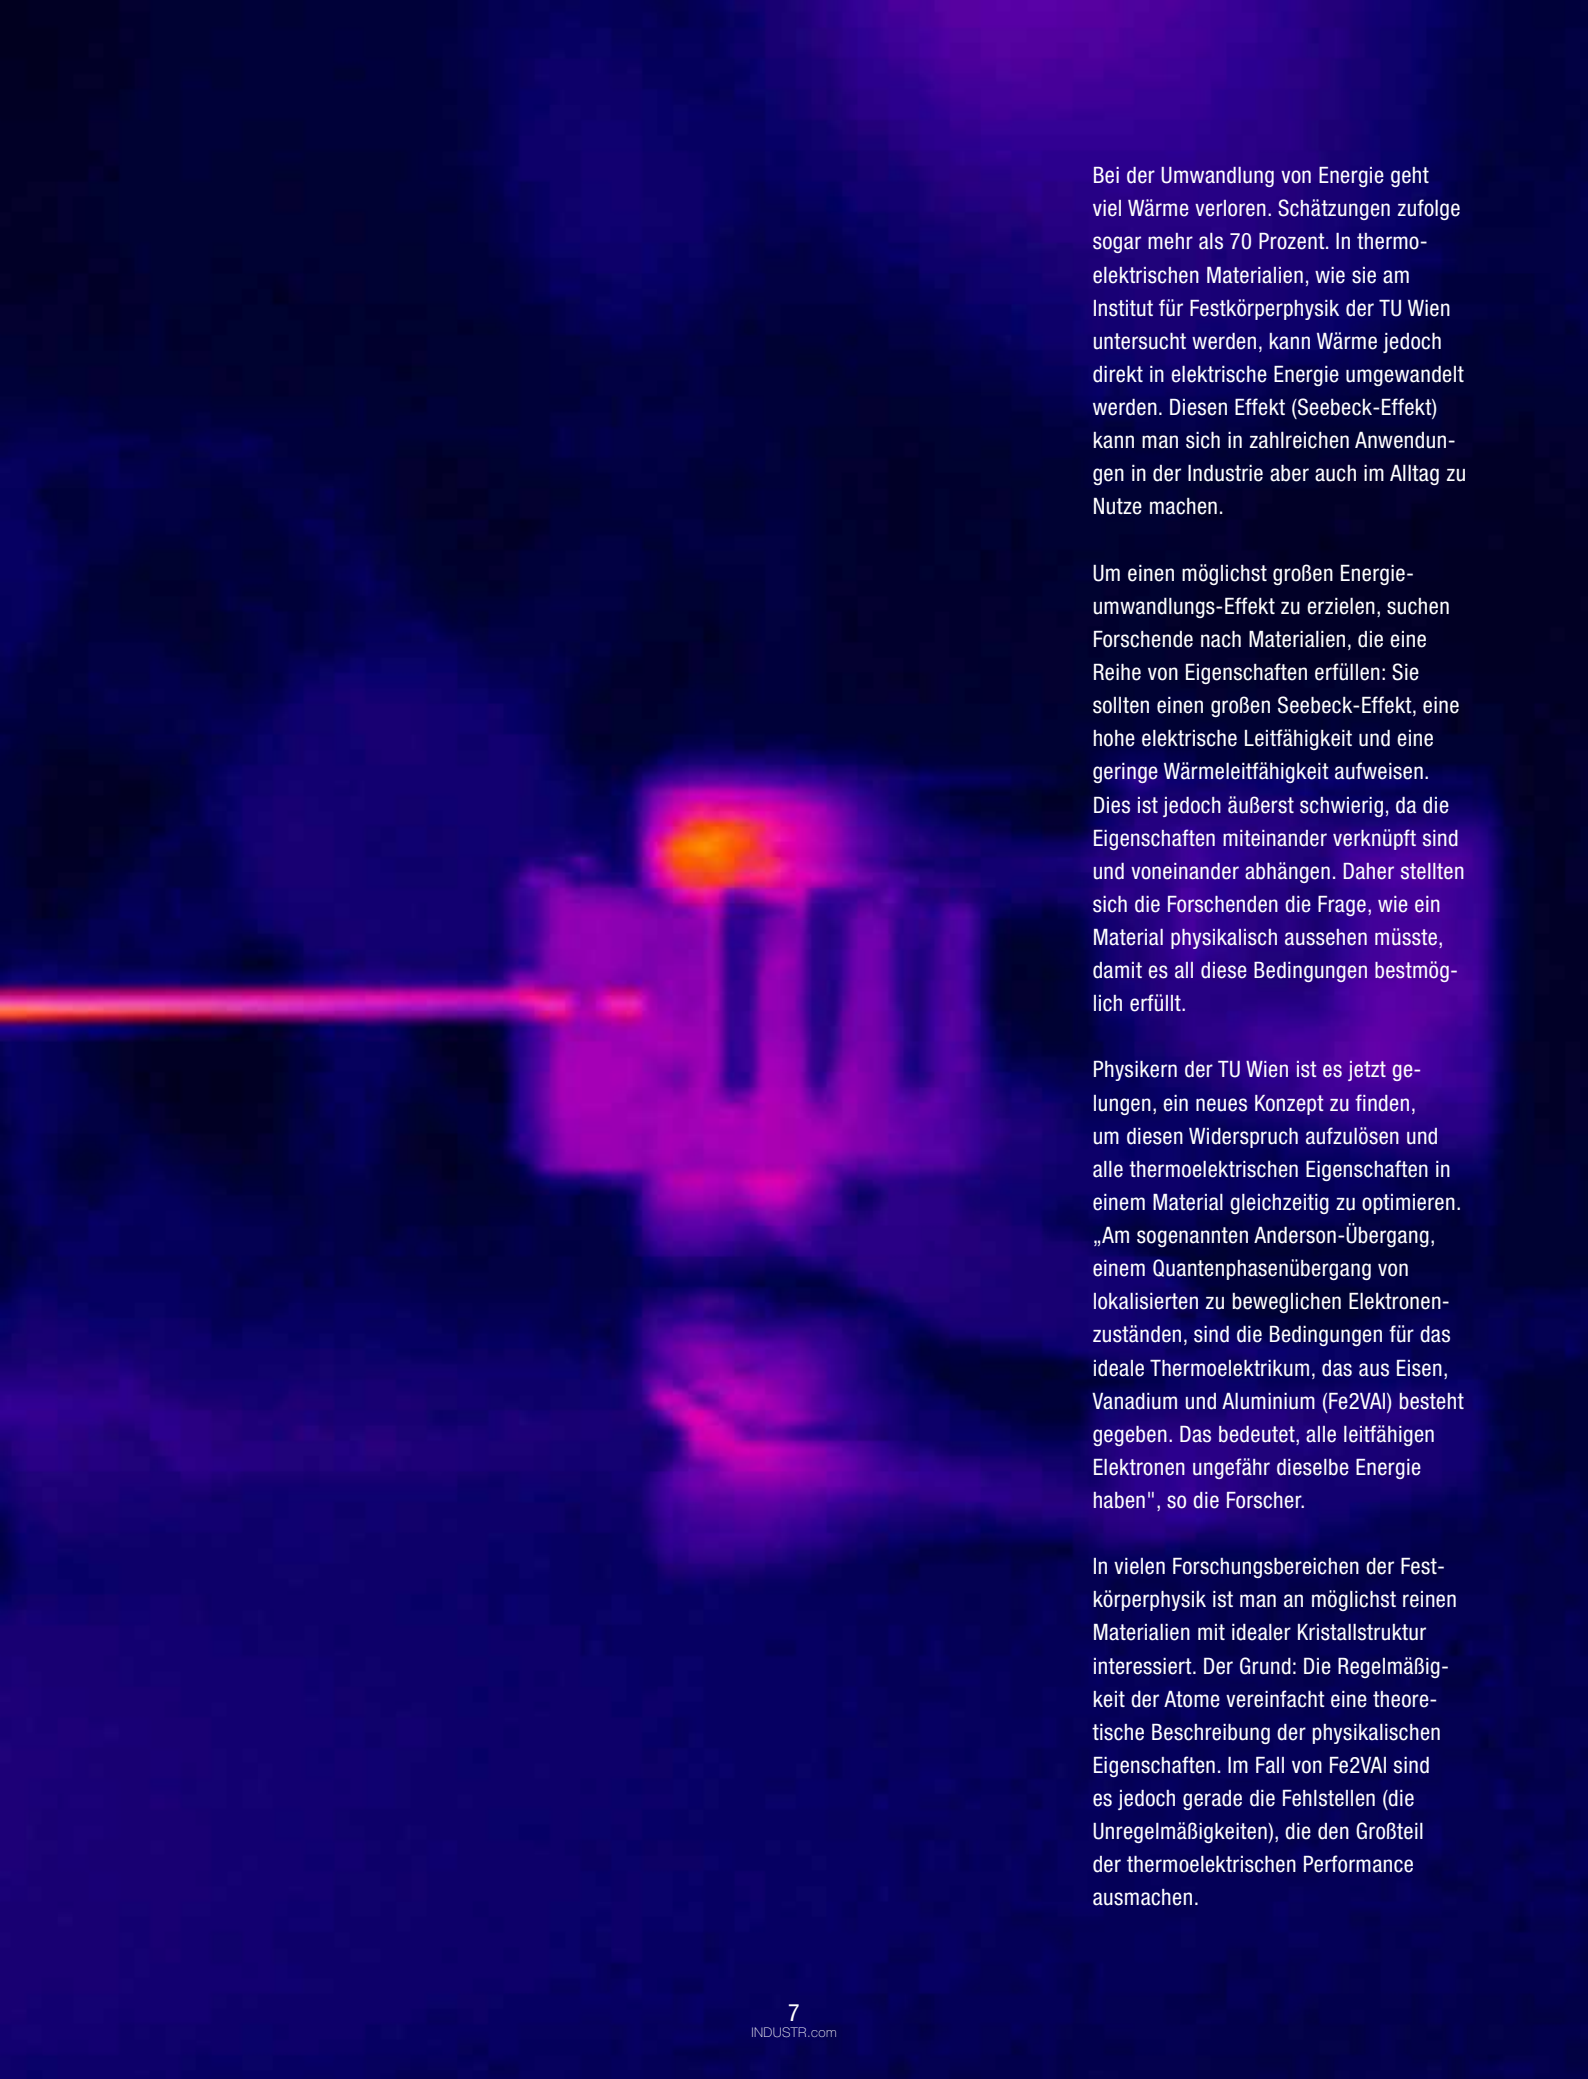 Bei der Umwandlung von Energie geht
viel Wärme verloren. Schätzungen zufolge
sogar mehr als 70 Prozent. In thermo-
elektrischen Materialien, wie sie am
Institut für Festkörperphysik der TU Wien
untersucht werden, kann Wärme jedoch
direkt in elektrische Energie umgewandelt
werden. Diesen Effekt (Seebeck-Effekt)
kann man sich in zahlreichen Anwendun-
gen in der Industrie aber auch im Alltag zu
Nutze machen.
Um einen möglichst großen Energie-
umwandlungs-Effekt zu erzielen, suchen
Forschende nach Materialien, die eine
Reihe von Eigenschaften erfüllen: Sie
sollten einen großen Seebeck-Effekt, eine
hohe elektrische Leitfähigkeit und eine
geringe Wärmeleitfähigkeit aufweisen.
Dies ist jedoch äußerst schwierig, da die
Eigenschaften miteinander verknüpft sind
und voneinander abhängen. Daher stellten
sich die Forschenden die Frage, wie ein
Material physikalisch aussehen müsste,
damit es all diese Bedingungen bestmög-
lich erfüllt.
Physikern der TU Wien ist es jetzt ge-
lungen, ein neues Konzept zu finden,
um diesen Widerspruch aufzulösen und
alle thermoelektrischen Eigenschaften in
einem Material gleichzeitig zu optimieren.
„Am sogenannten Anderson-Übergang,
einem Quantenphasenübergang von
lokalisierten zu beweglichen Elektronen-
zuständen, sind die Bedingungen für das
ideale Thermoelektrikum, das aus Eisen,
Vanadium und Aluminium (Fe2VAl) besteht
gegeben. Das bedeutet, alle leitfähigen
Elektronen ungefähr dieselbe Energie
haben", so die Forscher.
In vielen Forschungsbereichen der Fest-
körperphysik ist man an möglichst reinen
Materialien mit idealer Kristallstruktur
interessiert. Der Grund: Die Regelmäßig-
keit der Atome vereinfacht eine theore-
tische Beschreibung der physikalischen
Eigenschaften. Im Fall von Fe2VAl sind
es jedoch gerade die Fehlstellen (die
Unregelmäßigkeiten), die den Großteil
der thermoelektrischen Performance
ausmachen.
7
INDUSTR.com